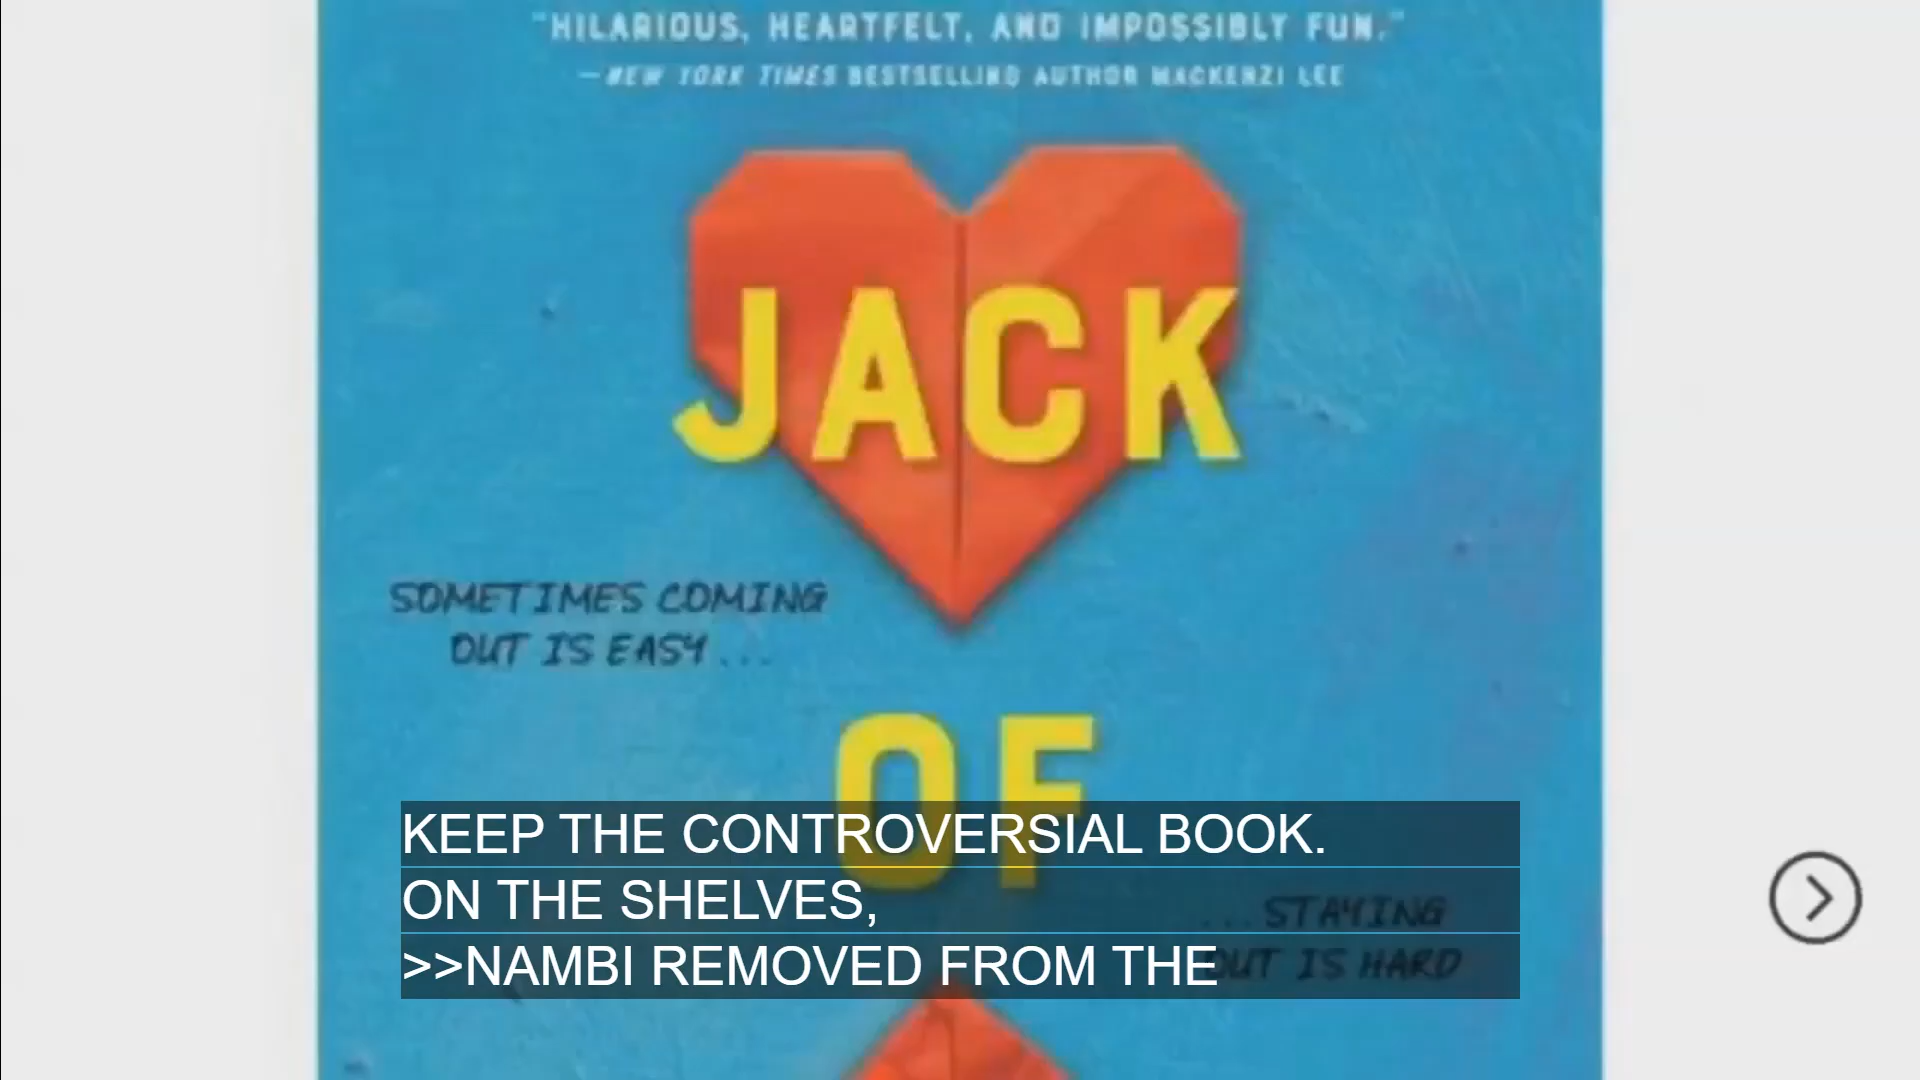 "HILARIOUS, HEARTFELT, AND IMPOSSIBLY FUN."
—NEW YORK TIMES BESTSELLING AUTHOR MACKENZI LEE
JACK
SOMETIMES COMING
OUT IS EASY...
OF
...STAYING
OUT IS HARD
KEEP THE CONTROVERSIAL BOOK.
ON THE SHELVES,
>>NAMBI REMOVED FROM THE